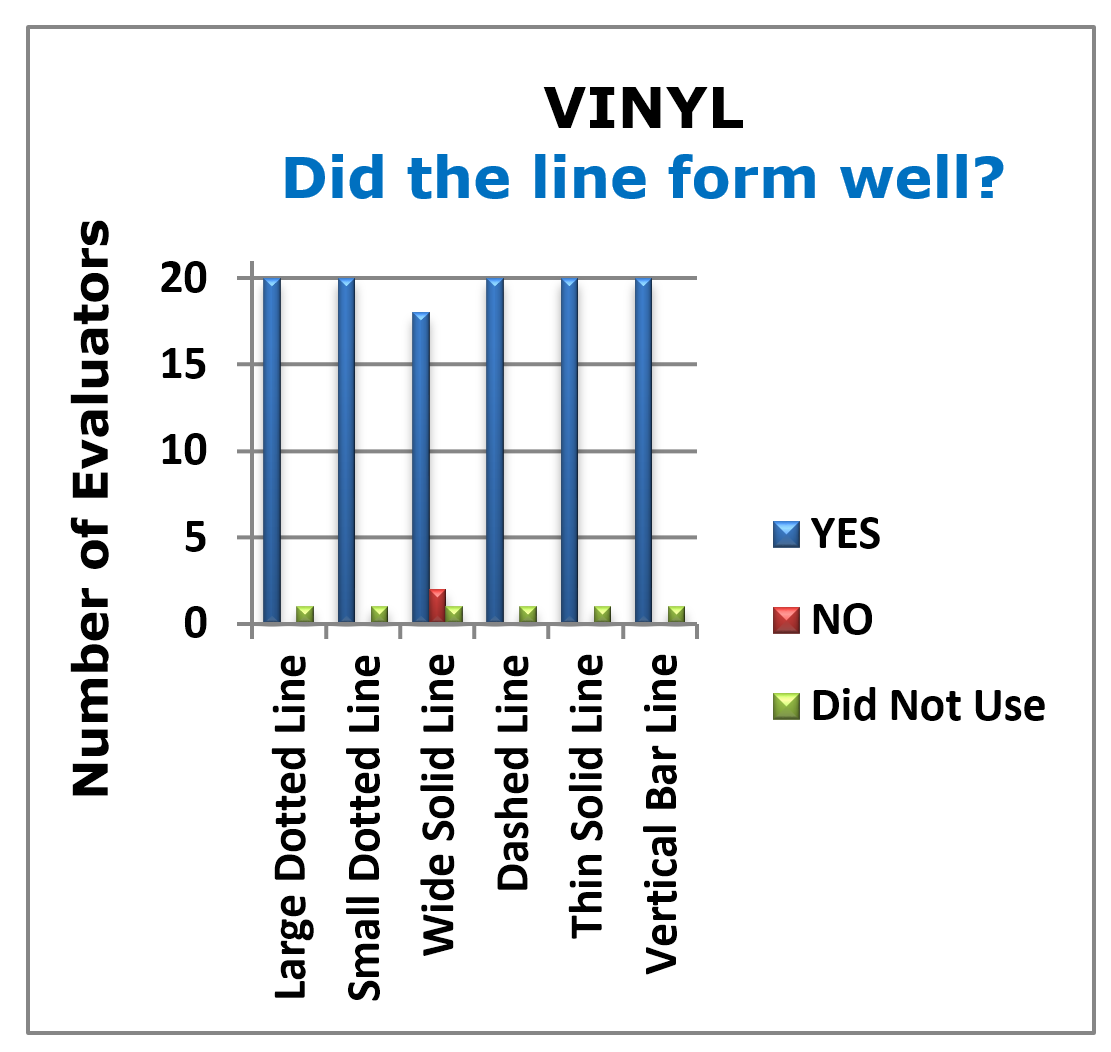 VINYL
Did the line form well?
Number of Evaluators
20
15
10
5
0
Large Dotted Line
Small Dotted Line
Wide Solid Line
Dashed Line
Thin Solid Line
Vertical Bar Line
YES
NO
Did Not Use